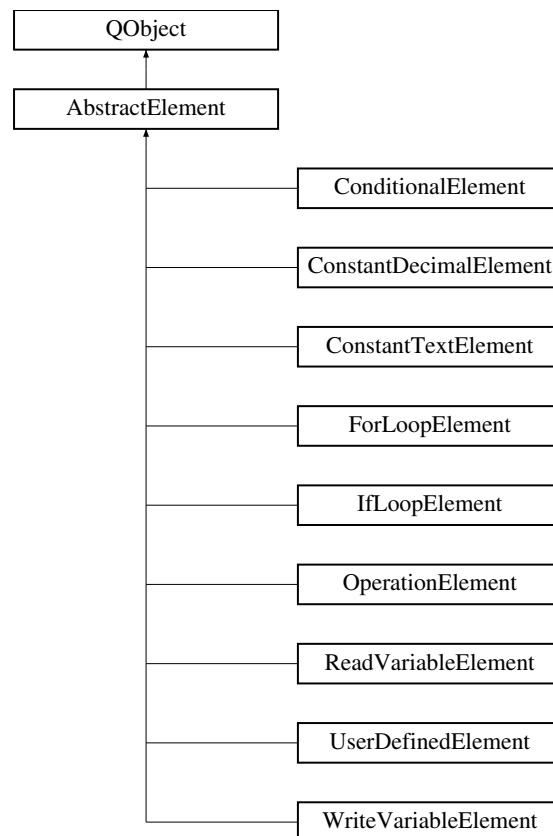 QObject
AbstractElement
ConditionalElement
ConstantDecimalElement
ConstantTextElement
ForLoopElement
IfLoopElement
OperationElement
ReadVariableElement
UserDefinedElement
WriteVariableElement